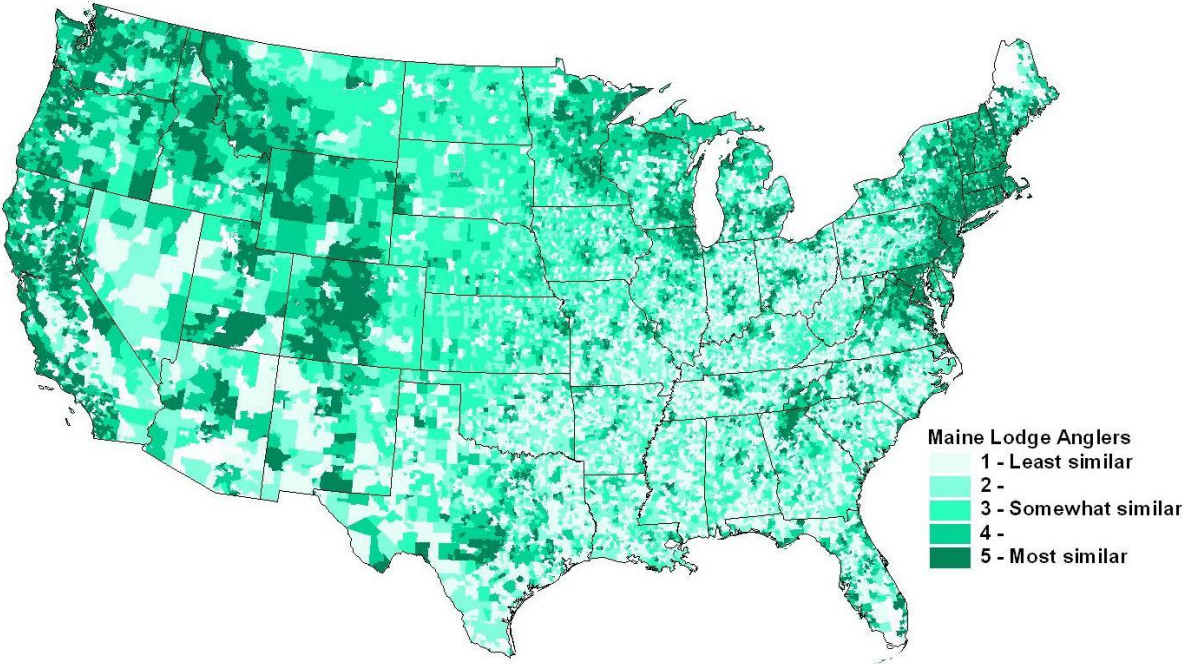 Maine Lodge Anglers
1 - Least similar
2 -
3 - Somewhat similar
4 -
5 - Most similar